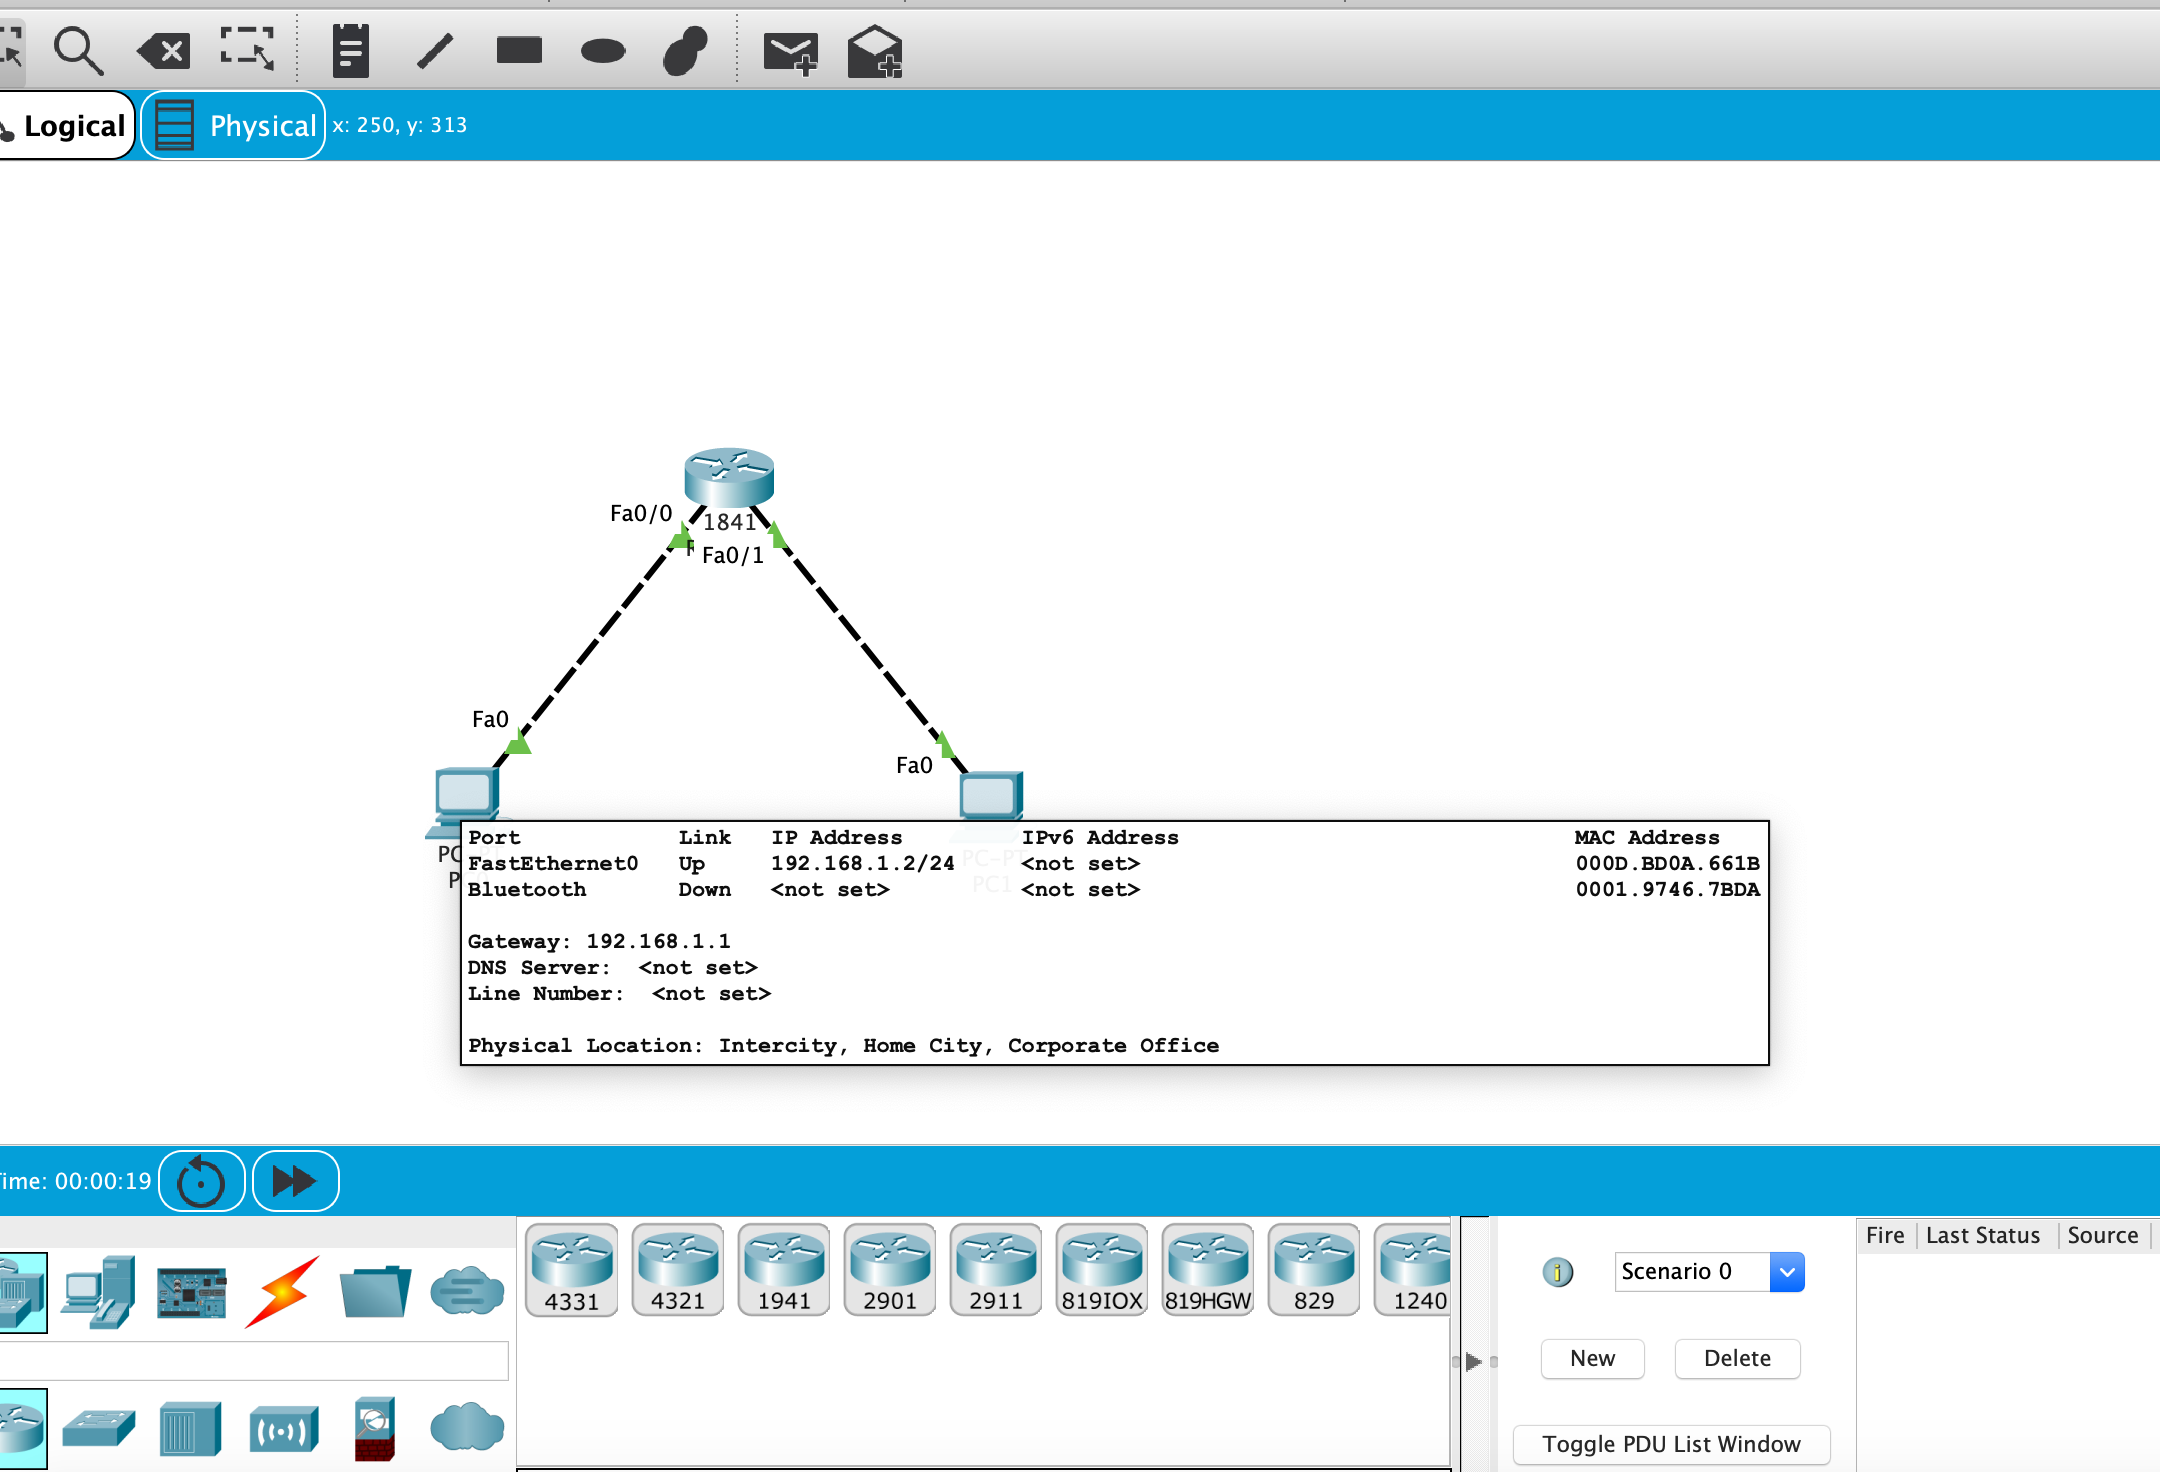 Logical Physical x: 250, y: 313
Fa0/0
1841
Fa0/1
Fa0
Fa0
PC-PT
PC1
Port Link IP Address IPv6 Address MAC Address
FastEthernet0 Up 192.168.1.2/24 <not set> 000D.BD0A.661B
Bluetooth Down <not set> <not set> 0001.9746.7BDA
Gateway: 192.168.1.1
DNS Server: <not set>
Line Number: <not set>
Physical Location: Intercity, Home City, Corporate Office
Time: 00:00:19
4331 4321 1941 2901 2911 819IOX 819HGW 829 1240
Fire Last Status Source
Scenario 0
New Delete
Toggle PDU List Window